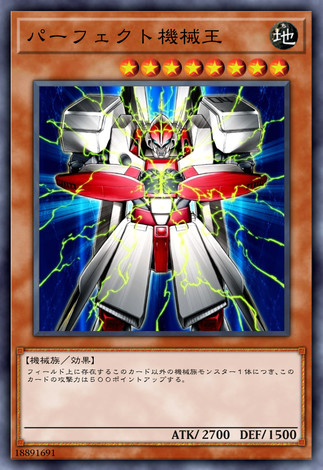 パーフェクト機械王
地
【機械族／効果】
フィールド上に存在するこのカード以外の機械族モンスター１体につき、この
カードの攻撃力は５００ポイントアップする。
ATK/ 2700 DEF/ 1500
18891691